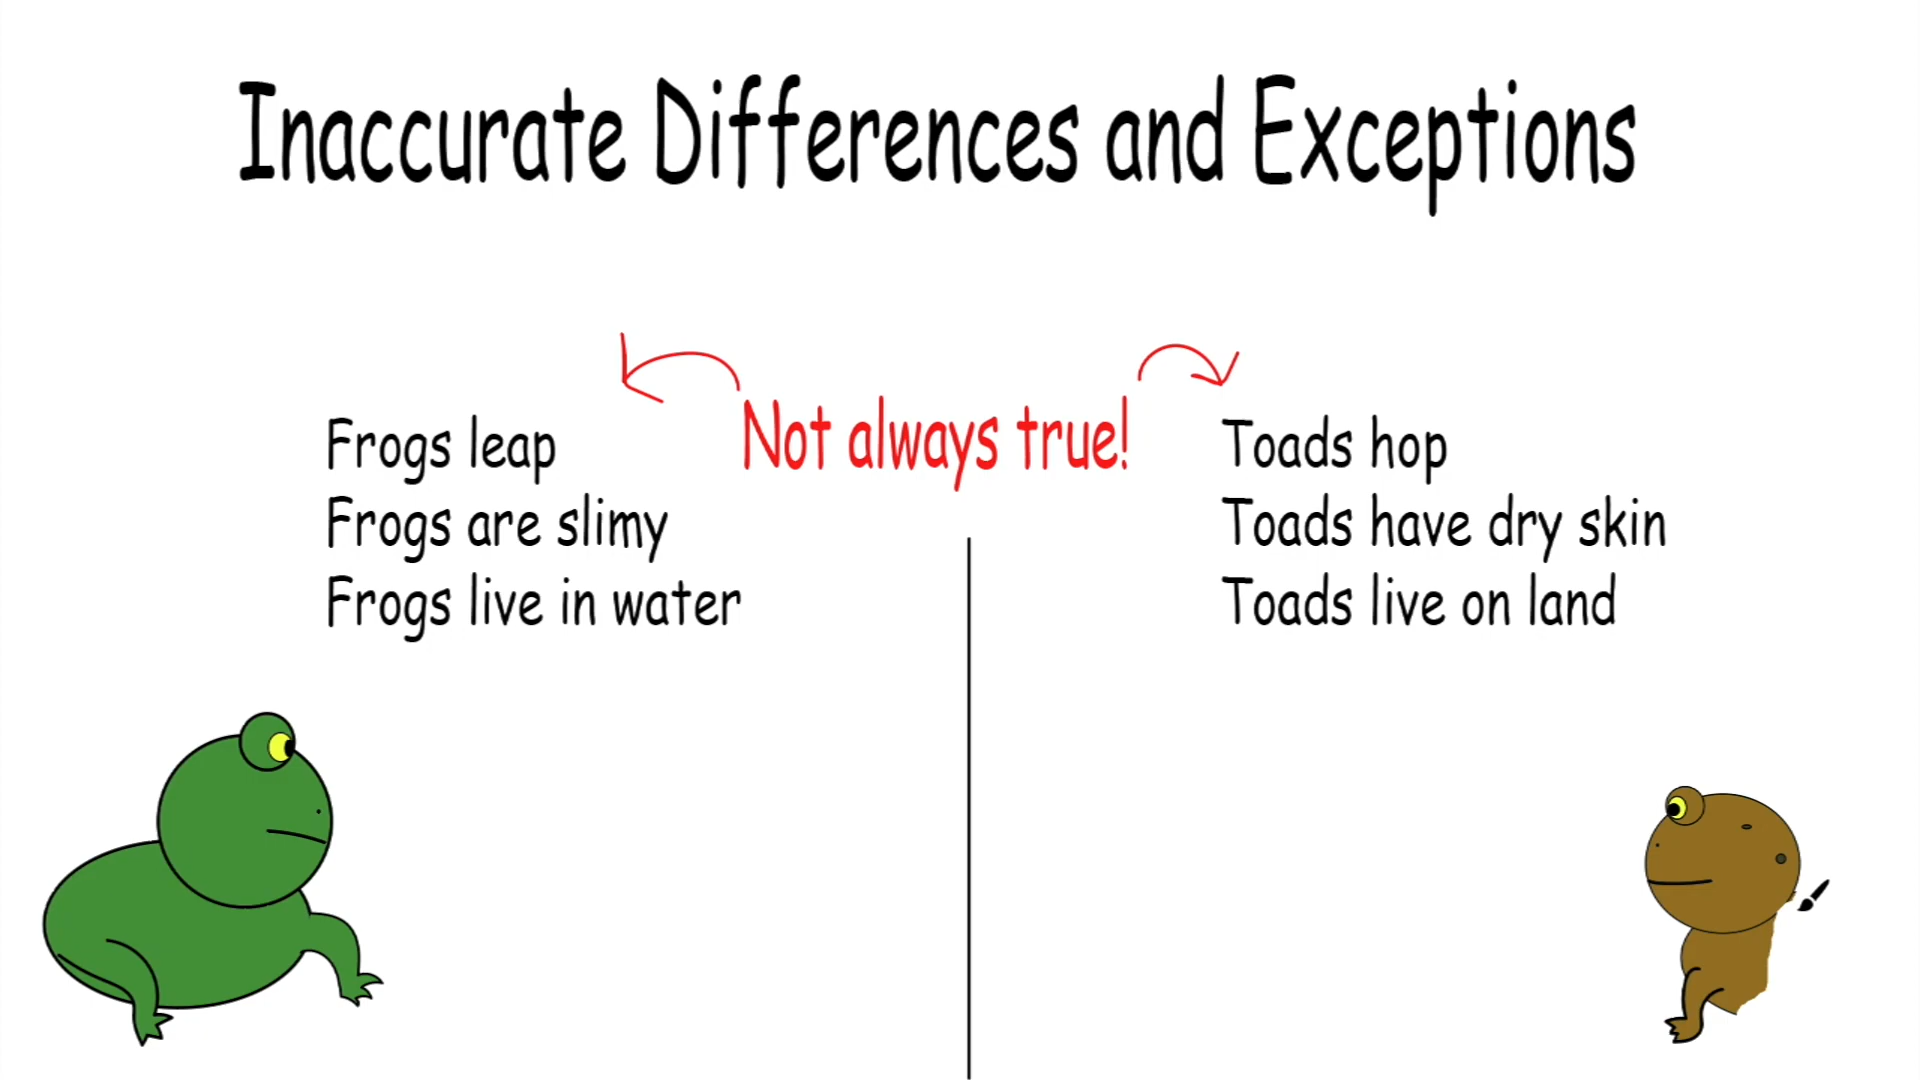 Inaccurate Differences and Exceptions
Not always true!
Frogs leap
Frogs are slimy
Frogs live in water
Toads hop
Toads have dry skin
Toads live on land